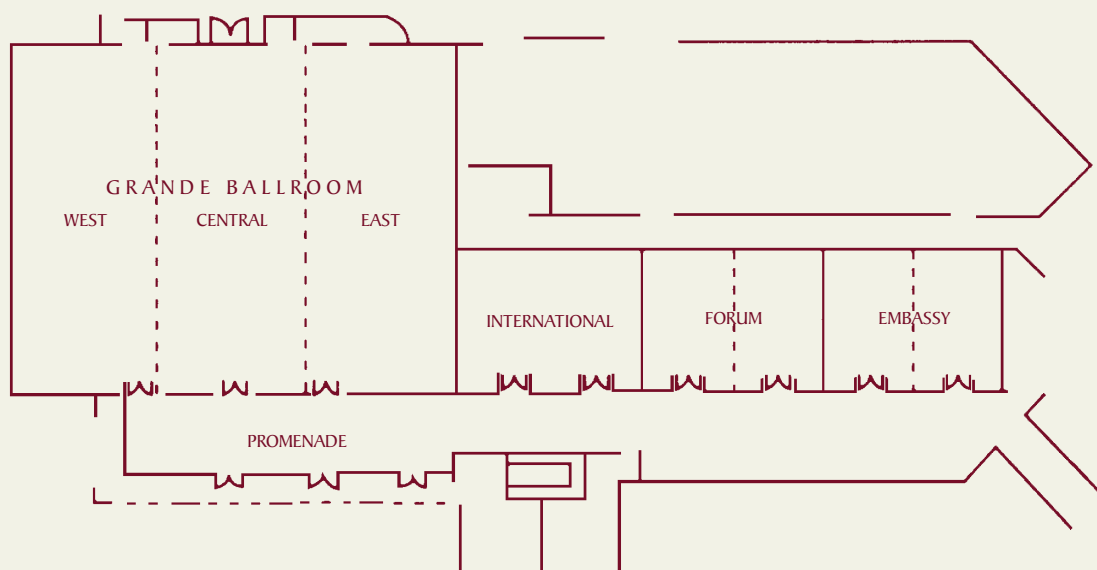 GRANDE BALLROOM
WEST CENTRAL EAST
INTERNATIONAL FORUM EMBASSY
PROMENADE